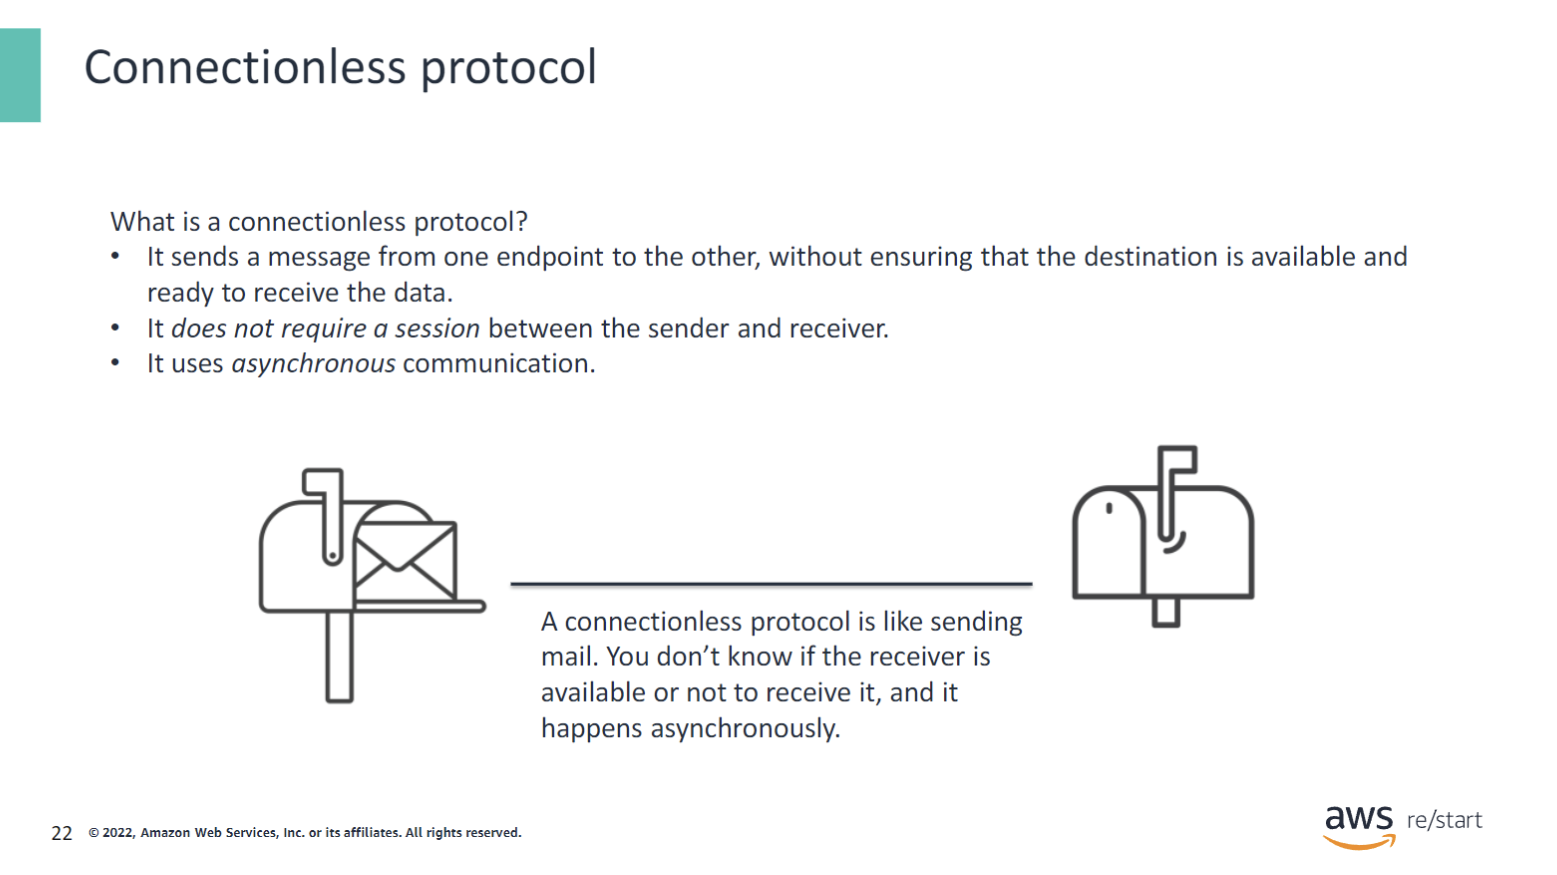 Connectionless protocol
What is a connectionless protocol?
• It sends a message from one endpoint to the other, without ensuring that the destination is available and
ready to receive the data.
• It does not require a session between the sender and receiver.
• It uses asynchronous communication.
A connectionless protocol is like sending
mail. You don’t know if the receiver is
available or not to receive it, and it
happens asynchronously.
22 © 2022, Amazon Web Services, Inc. or its affiliates. All rights reserved.
aws re/start